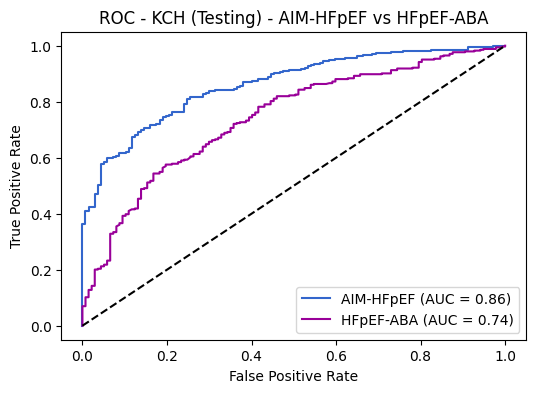 ROC - KCH (Testing) - AIM-HFpEF vs HFpEF-ABA
True Positive Rate
1.0
0.8
0.6
0.4
0.2
0.0
AIM-HFpEF (AUC = 0.86)
HFpEF-ABA (AUC = 0.74)
0.0 0.2 0.4 0.6 0.8 1.0
False Positive Rate